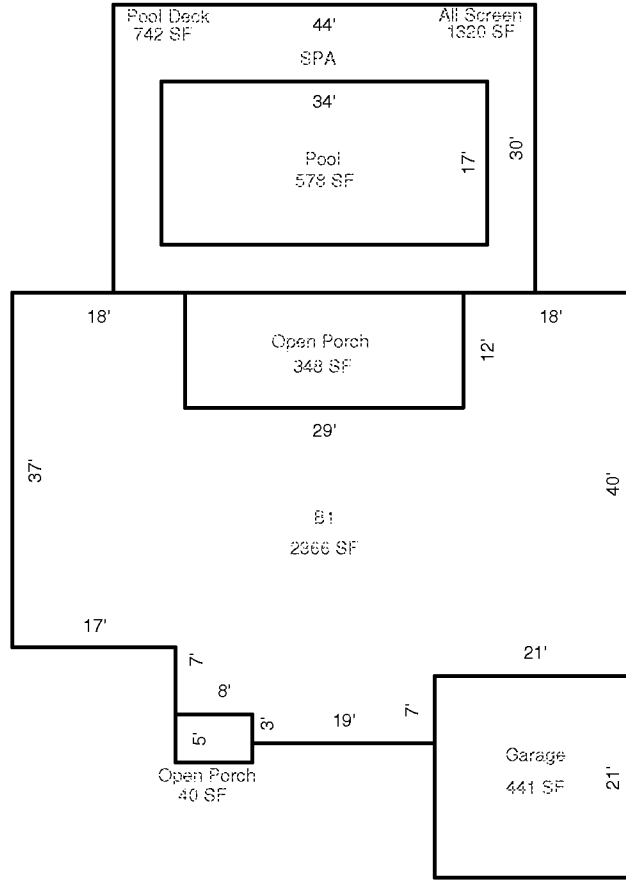 Pool Deck
742 SF
44'
All Screen
1320 SF
SPA
34'
Pool
578 SF
17'
30'
18'
Open Porch
348 SF
12'
18'
29'
37'
40'
B1
2366 SF
17'
7'
21'
8'
5'
3'
19'
7'
Open Porch
40 SF
Garage
441 SF
21'